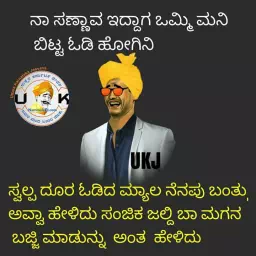 ನಾ ಸಣ್ಣಾವ ಇದ್ದಾಗ ಒಮ್ಮಿ ಮನಿ
ಬಿಟ್ಟ ಓಡಿ ಹೋಗಿನಿ
U K
UKJ
ಸ್ವಲ್ಪ ದೂರ ಓಡಿದ ಮ್ಯಾಲ ನೆನಪು ಬಂತು,
ಅವ್ವಾ ಹೇಳಿದು ಸಂಜಿಕ ಜಲ್ದಿ ಬಾ ಮಗನ
ಬಜ್ಜಿ ಮಾಡುನ್ನು ಅಂತ ಹೇಳಿದು